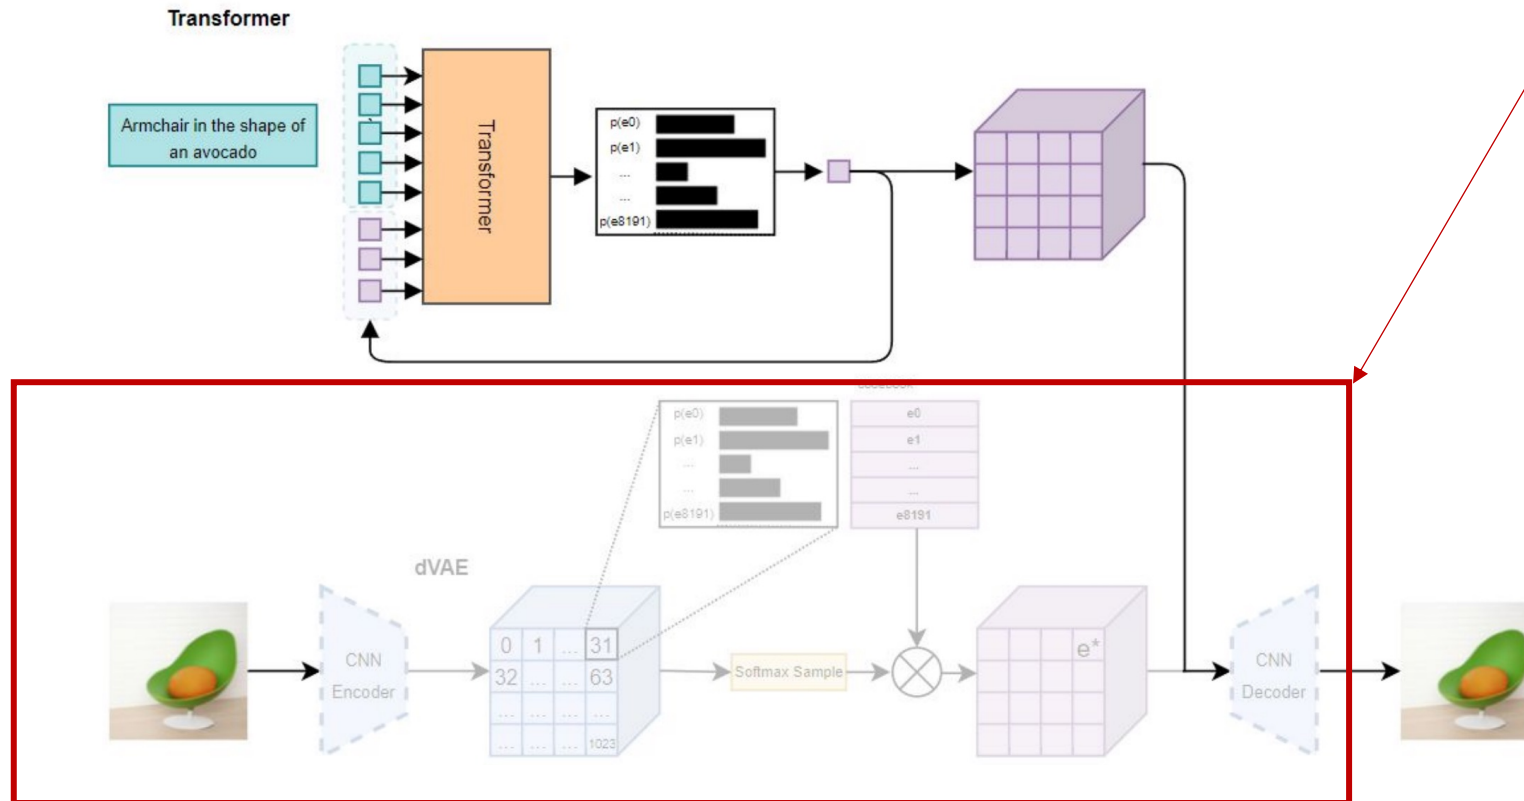 Transformer
Armchair in the shape of
an avocado
Transformer
p(e0)
p(e1)
...
...
p(e8191)
p(e0)
p(e1)
...
...
p(e8191)
e0
e1
...
...
e8191
dVAE
CNN
Encoder
0 1 ... 31
32 ... ... 63
... ... ... ...
... ... ... 1023
Softmax Sample
e*
CNN
Decoder